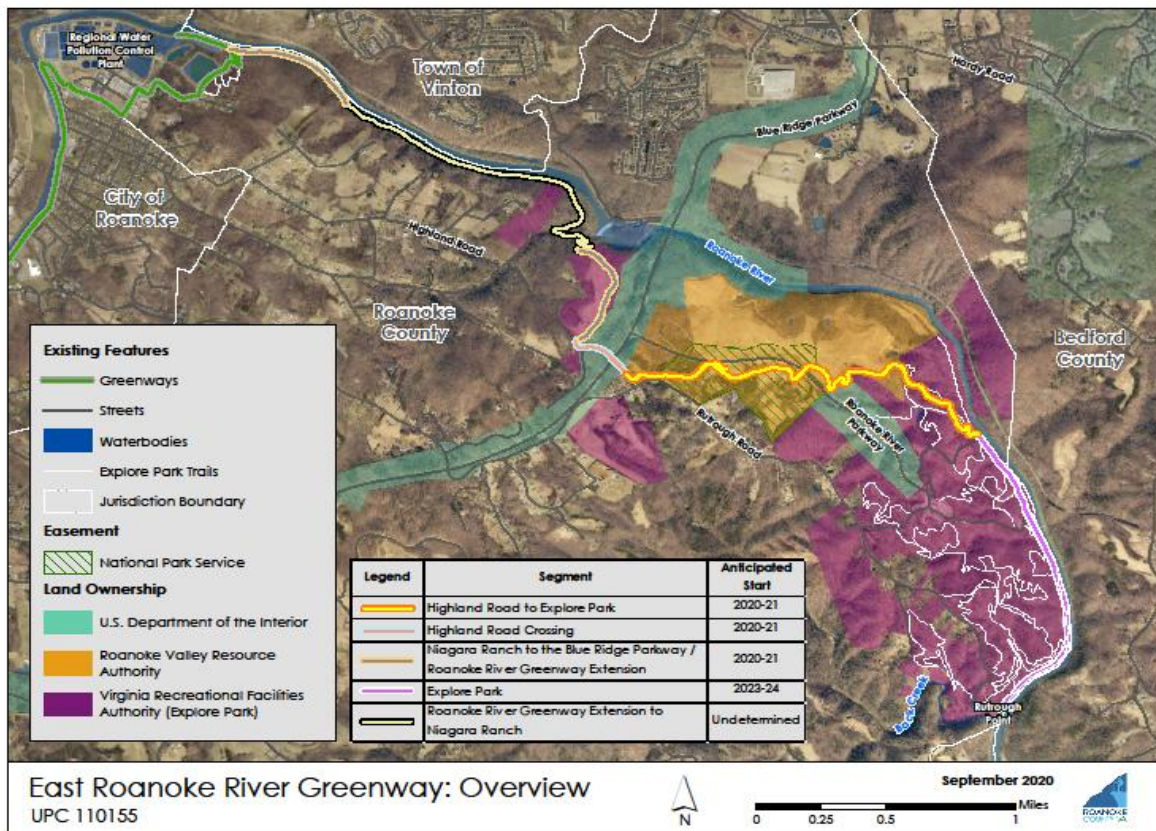 Regional Water
Pollution Control
Plant
Town of
Vinton
Hardy Road
Blue Ridge Parkway
City of
Roanoke
Highland Road
Roanoke River
Roanoke
County
Bedford
County
Rutrough Road
Roanoke River
Parkway
Back Creek
Rutrough
Point
Existing Features
Greenways
Streets
Waterbodies
Explore Park Trails
Jurisdiction Boundary
Easement
National Park Service
Land Ownership
U.S. Department of the Interior
Roanoke Valley Resource
Authority
Virginia Recreational Facilities
Authority (Explore Park)
Legend Segment Anticipated
Start
Highland Road to Explore Park 2020-21
Highland Road Crossing 2020-21
Niagara Ranch to the Blue Ridge Parkway /
Roanoke River Greenway Extension 2020-21
Explore Park 2023-24
Roanoke River Greenway Extension to
Niagara Ranch Undetermined
East Roanoke River Greenway: Overview
UPC 110155
N
September 2020
Miles
0 0.25 0.5 1
ROANOKE